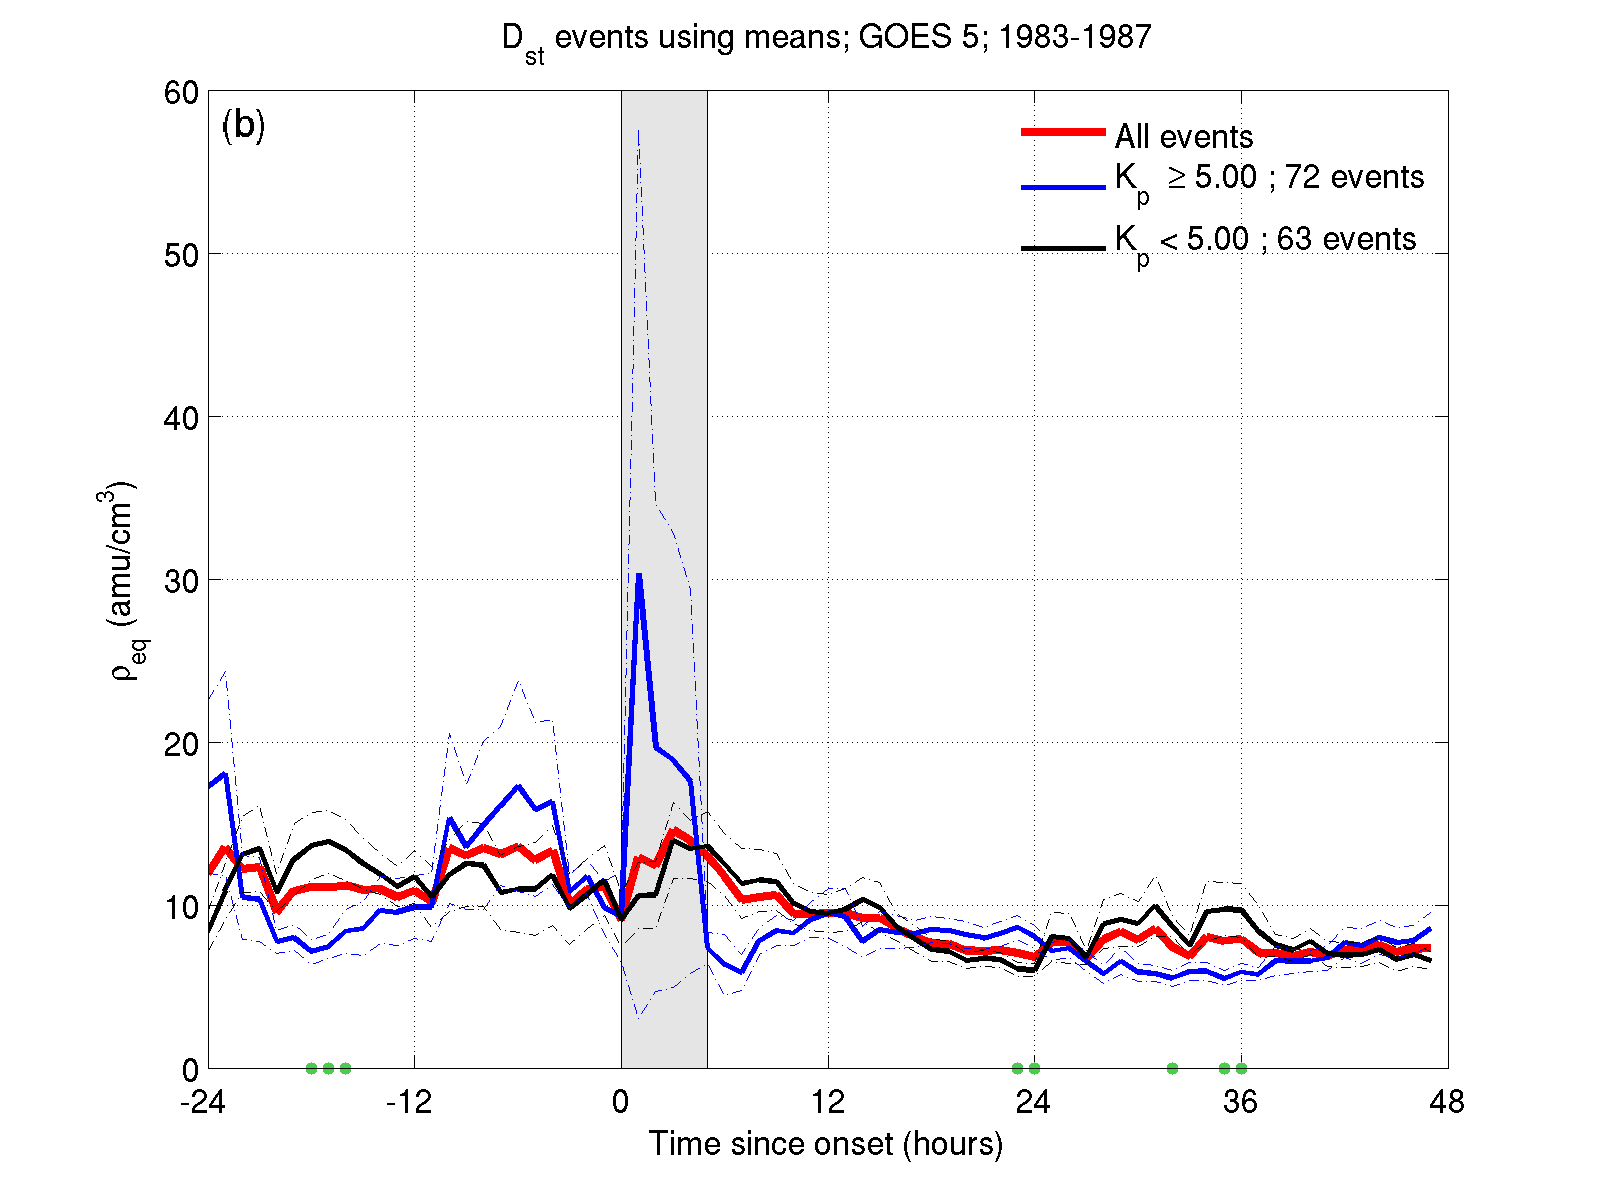 Dst events using means; GOES 5; 1983-1987
(b)
All events
Kp ≥ 5.00 ; 72 events
Kp < 5.00 ; 63 events
60
50
40
30
20
10
0
ρeq (amu/cm3)
-24 -12 0 12 24 36 48
Time since onset (hours)